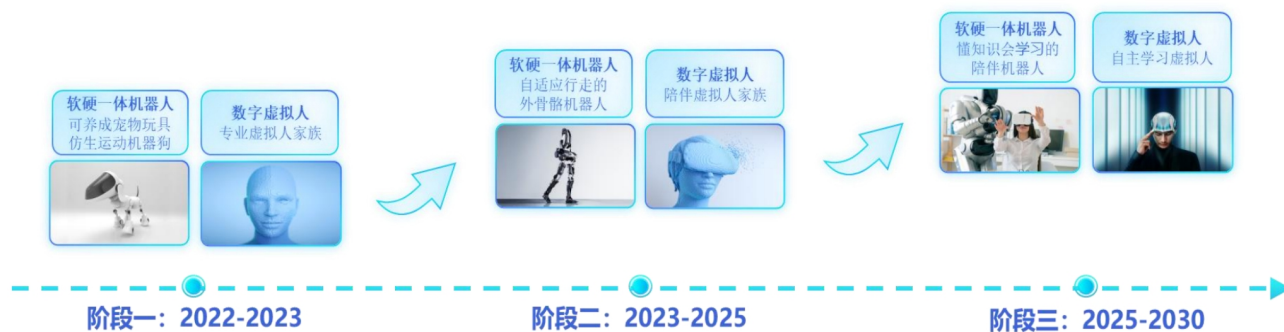 软硬一体机器人
可养成宠物玩具
仿生运动机器狗
数字虚拟人
专业虚拟人家族
软硬一体机器人
自适应行走的
外骨骼机器人
数字虚拟人
陪伴虚拟人家族
软硬一体机器人
懂知识会学习的
陪伴机器人
数字虚拟人
自主学习虚拟人
阶段一：2022-2023
阶段二：2023-2025
阶段三：2025-2030